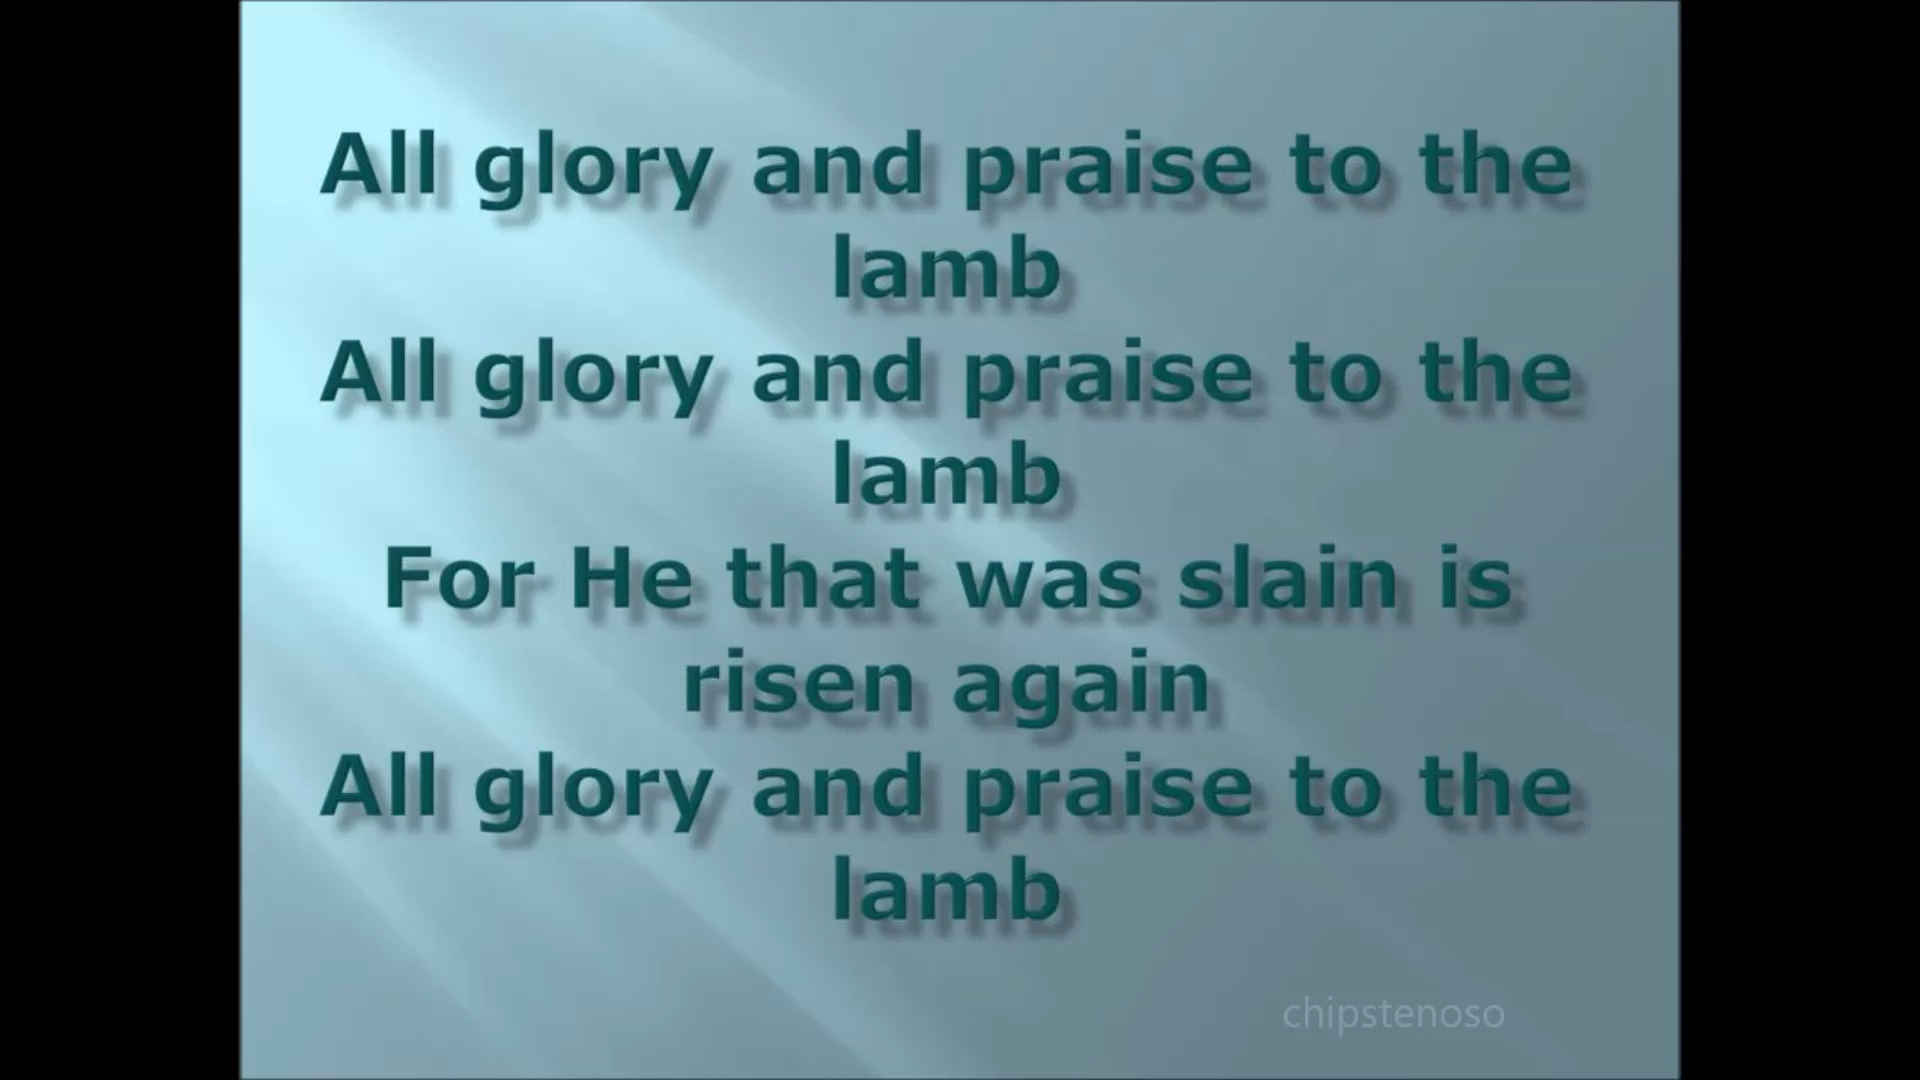 All glory and praise to the
lamb
All glory and praise to the
lamb
For He that was slain is
risen again
All glory and praise to the
lamb
chipstenoso